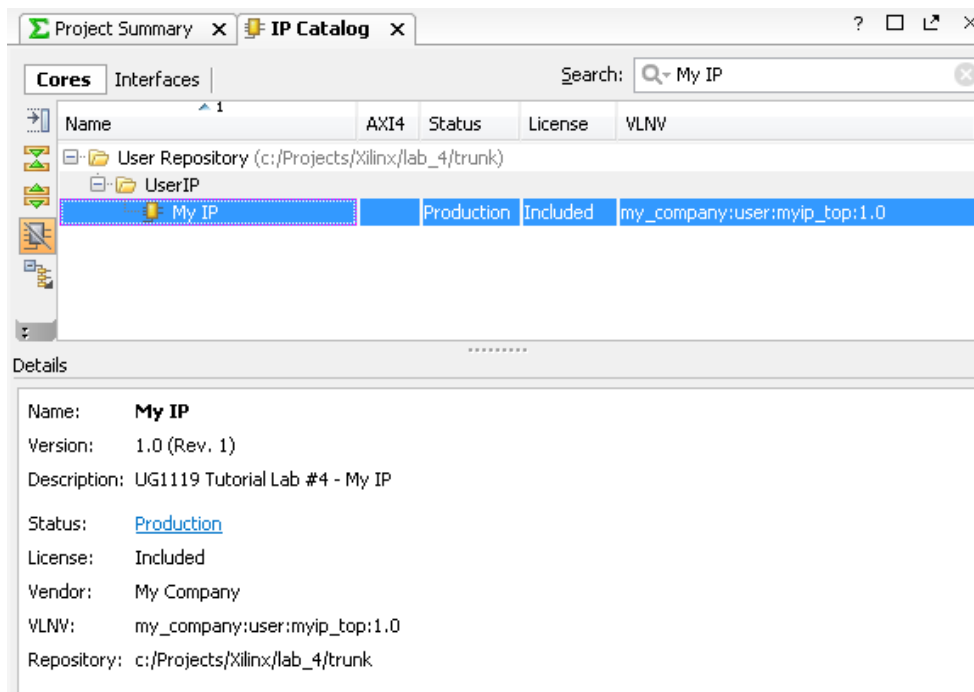 Project Summary IP Catalog ?
Cores Interfaces Search: My IP
1
Name AXI4 Status License VLNV
User Repository (c:/Projects/Xilinx/lab_4/trunk)
UserIP
My IP Production Included my_company:user:myip_top:1.0
Details
Name: My IP
Version: 1.0 (Rev. 1)
Description: UG1119 Tutorial Lab #4 - My IP
Status: Production
License: Included
Vendor: My Company
VLNV: my_company:user:myip_top:1.0
Repository: c:/Projects/Xilinx/lab_4/trunk